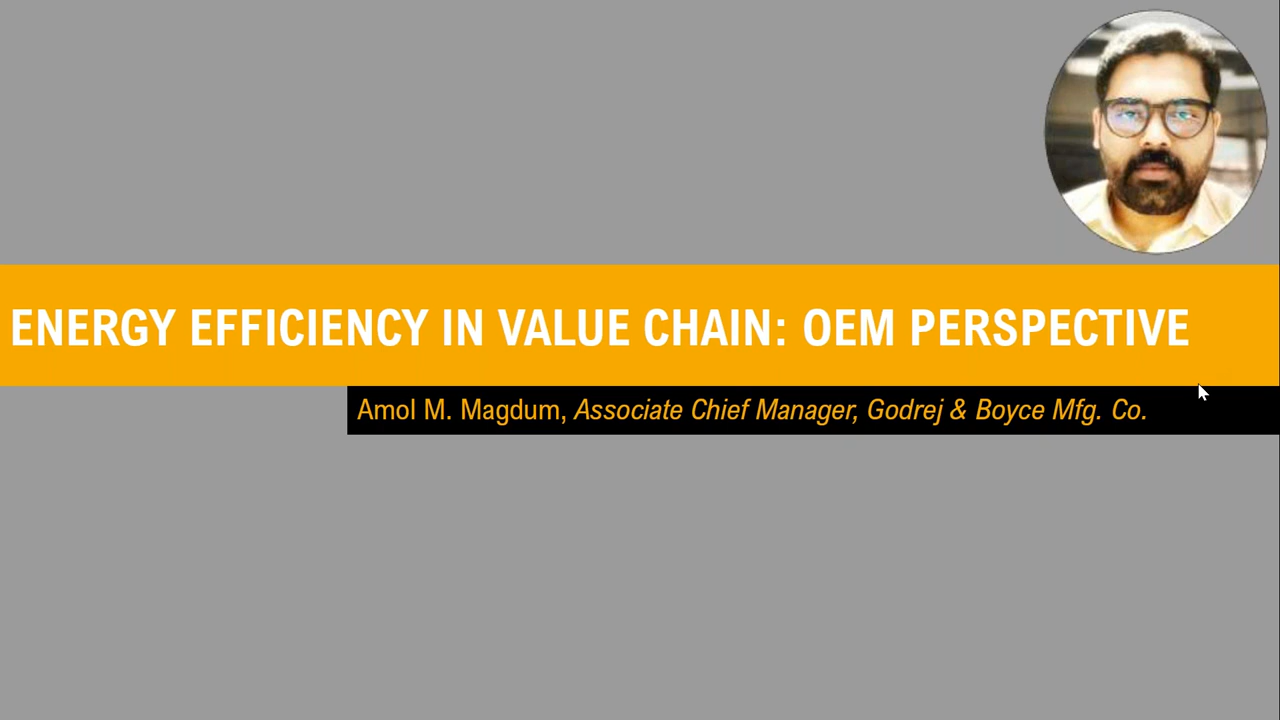 ENERGY EFFICIENCY IN VALUE CHAIN: OEM PERSPECTIVE
Amol M. Magdum, Associate Chief Manager, Godrej & Boyce Mfg. Co.